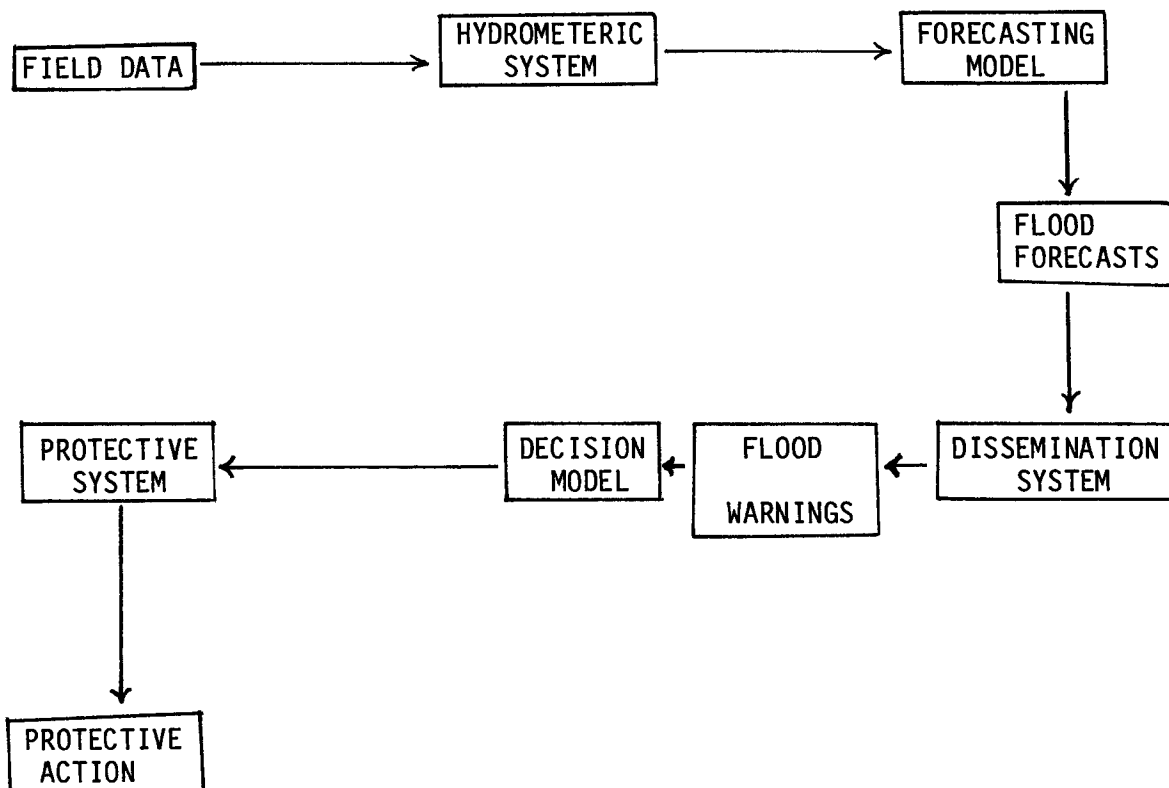 FIELD DATA
HYDROMETERIC
SYSTEM
FORECASTING
MODEL
FLOOD
FORECASTS
DISSEMINATION
SYSTEM
FLOOD
WARNINGS
DECISION
MODEL
PROTECTIVE
SYSTEM
PROTECTIVE
ACTION